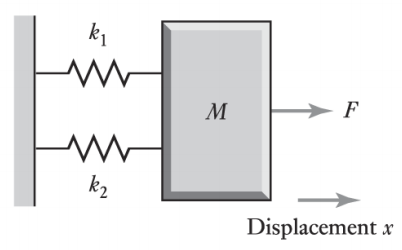 k₁
M
F
k₂
Displacement x